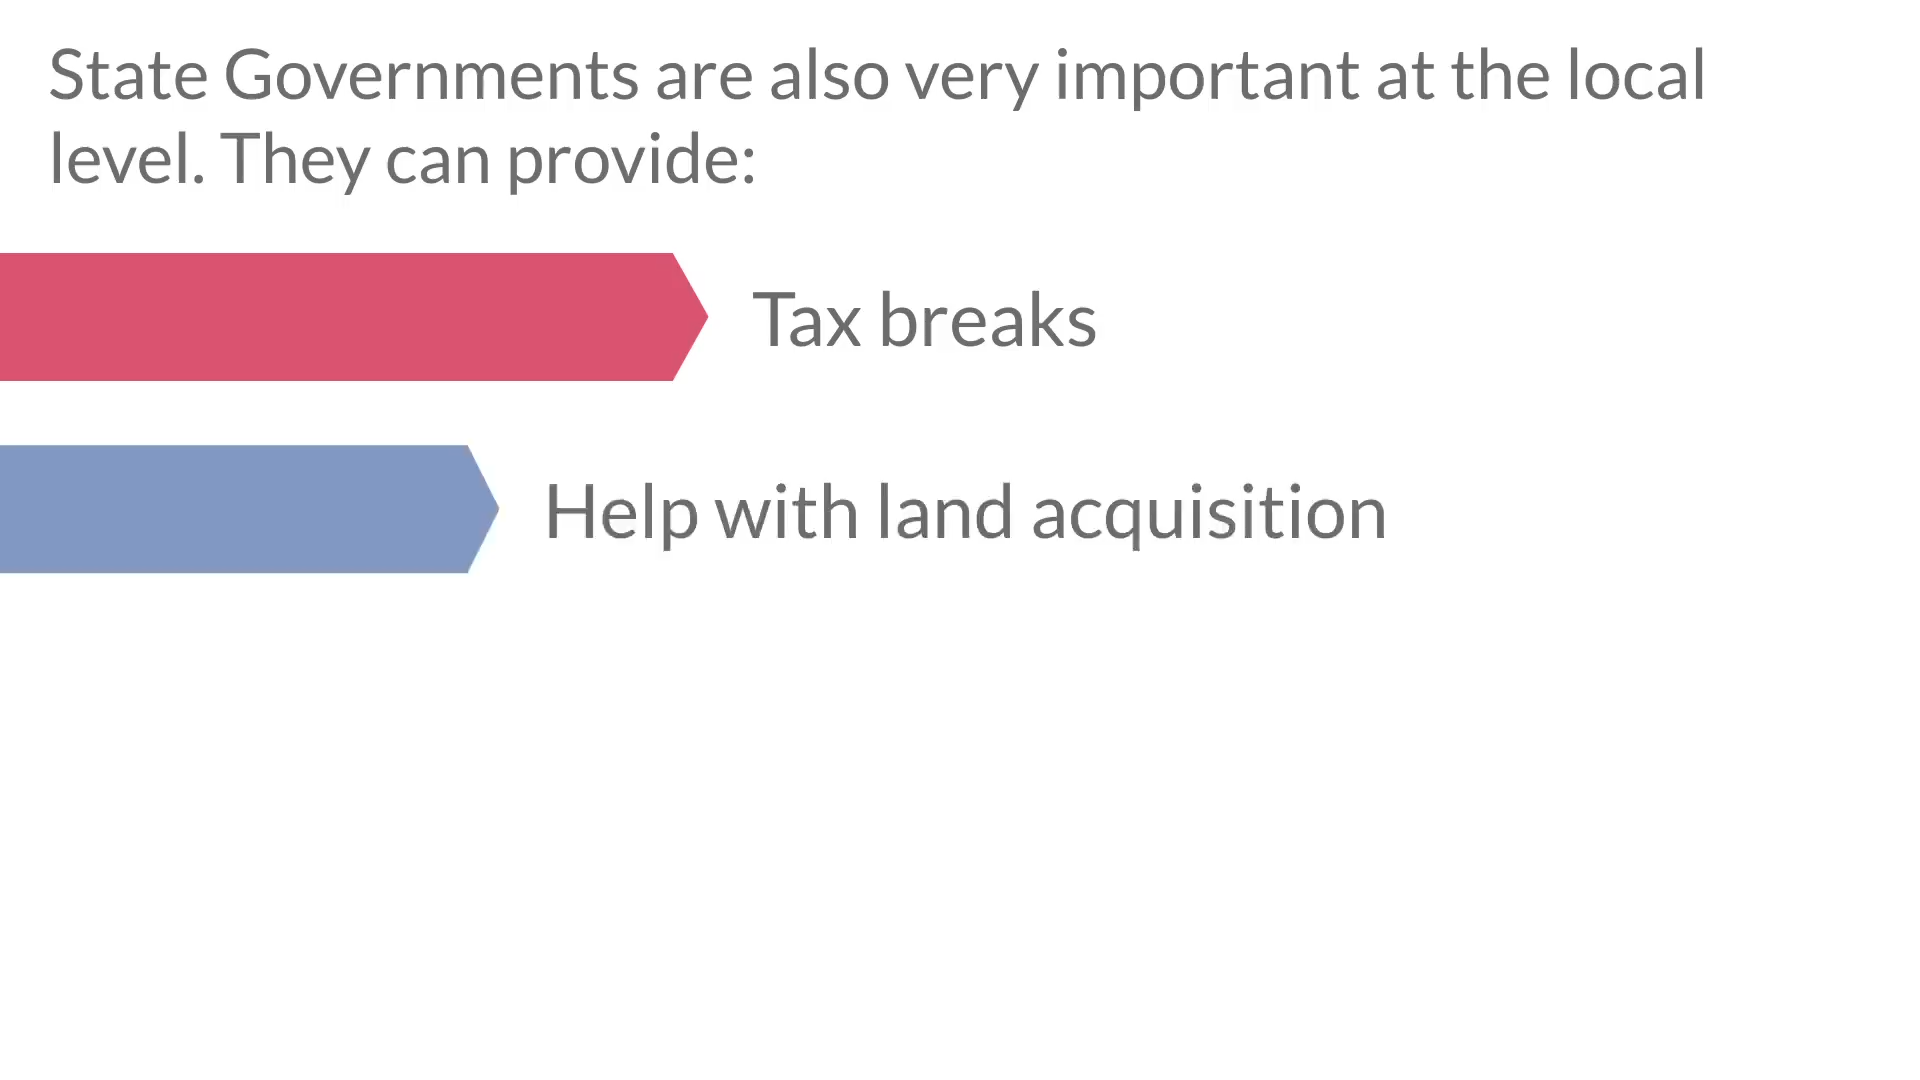 State Governments are also very important at the local
level. They can provide:
Tax breaks
Help with land acquisition